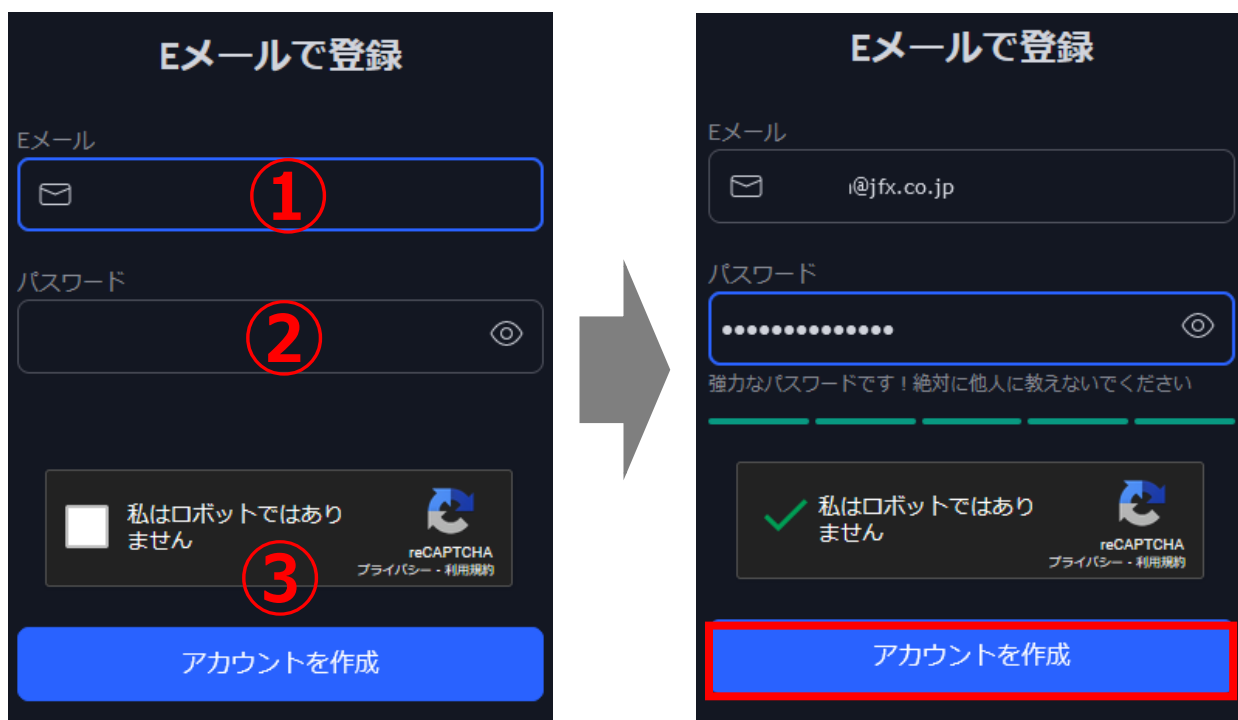 Eメールで登録
Eメール
①
パスワード
②
私はロボットではあり
ません
reCAPTCHA
プライバシー - 利用規約
③
アカウントを作成
Eメールで登録
Eメール
@jfx.co.jp
パスワード
••••••••••••••
強力なパスワードです！絶対に他人に教えないでください
私はロボットではあり
ません
reCAPTCHA
プライバシー - 利用規約
アカウントを作成